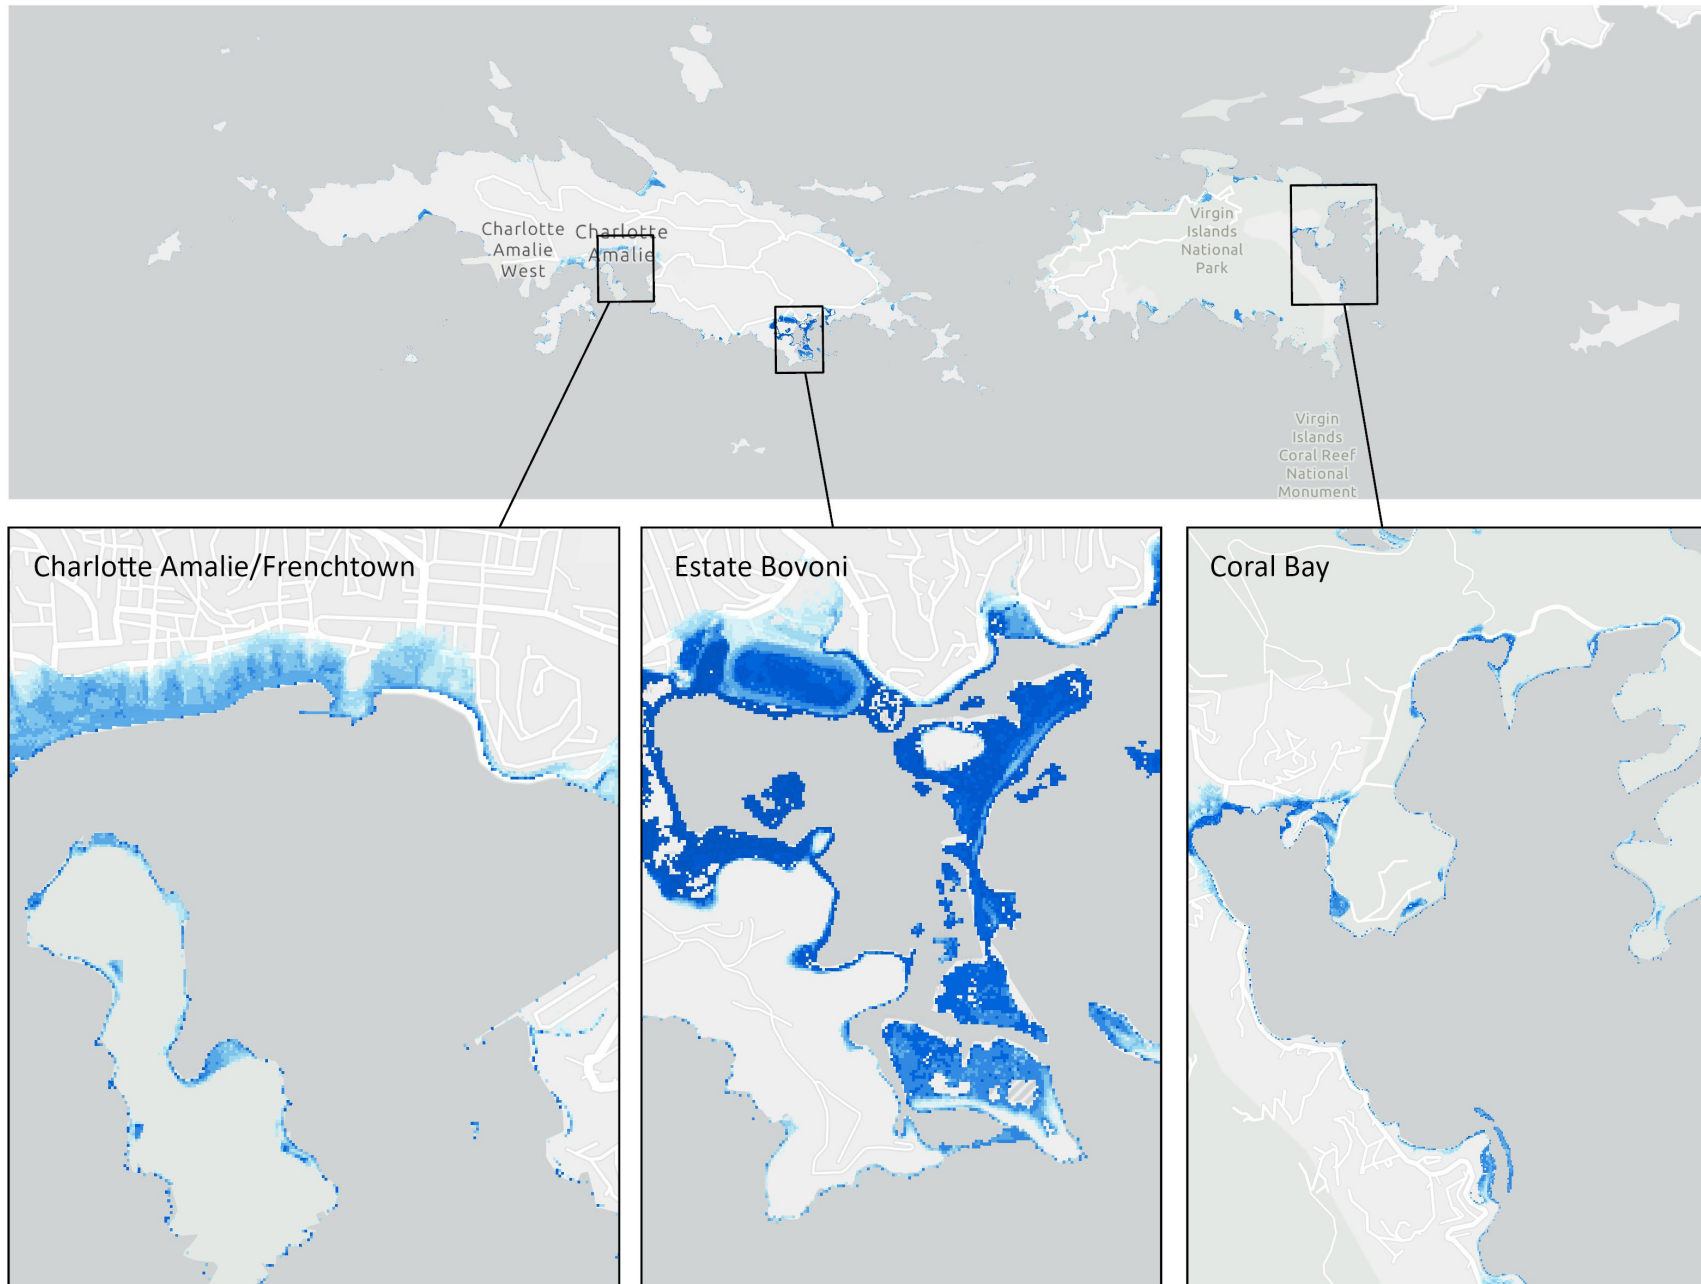 Charlotte
Amalie
West
Charlotte
Amalie
Virgin
Islands
National
Park
Virgin
Islands
Coral Reef
National
Monument
Charlotte Amalie/Frenchtown
Estate Bovoni
Coral Bay